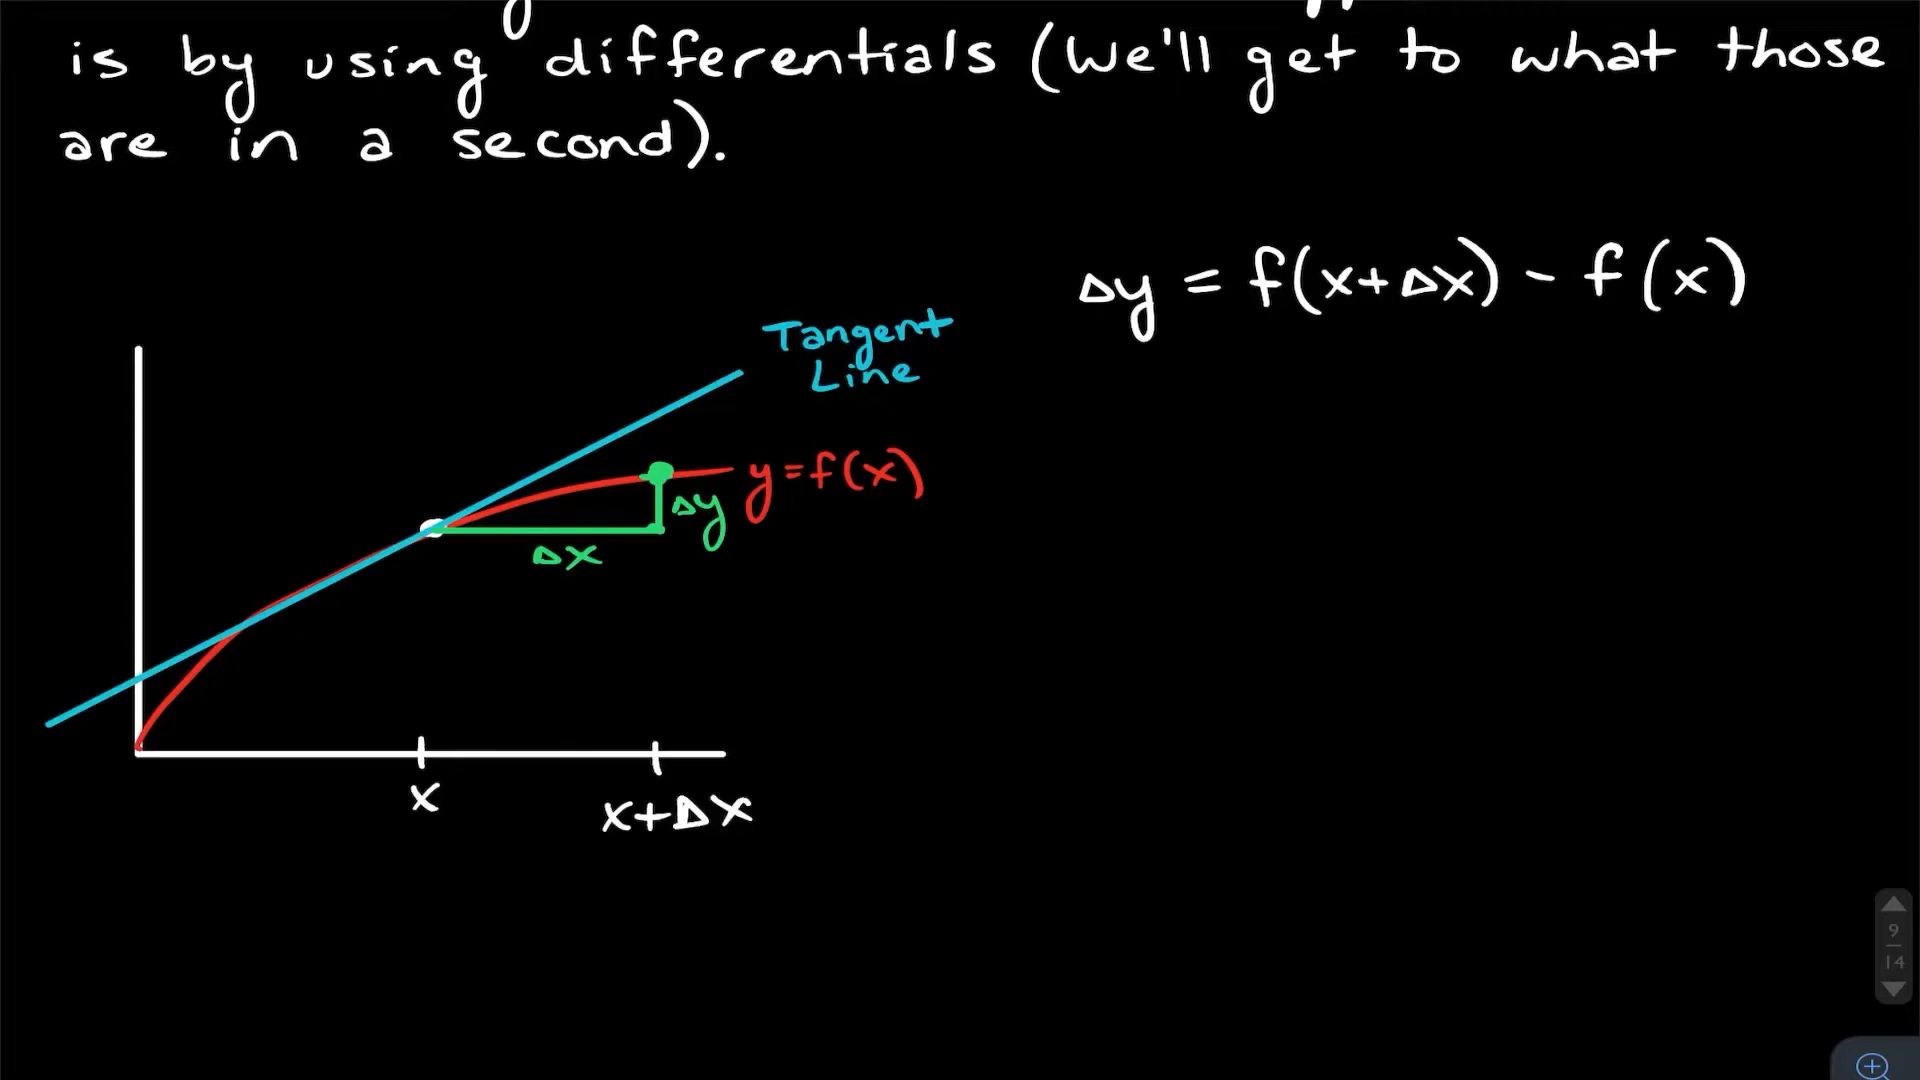 is by using differentials (we'll get to what those
are in a second).
Δy = f(x+Δx) - f(x)
Tangent
Line
y=f(x)
Δy
Δx
x
x+Δx
9
14